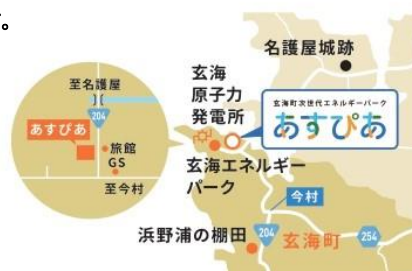 。
名護屋城跡
玄海
原子力
発電所
玄海町次世代エネルギーパーク
あすぴあ
玄海エネルギー
パーク
今村
浜野浦の棚田
204
玄海町
254
至名護屋
204
あすぴあ
旅館
GS
至今村